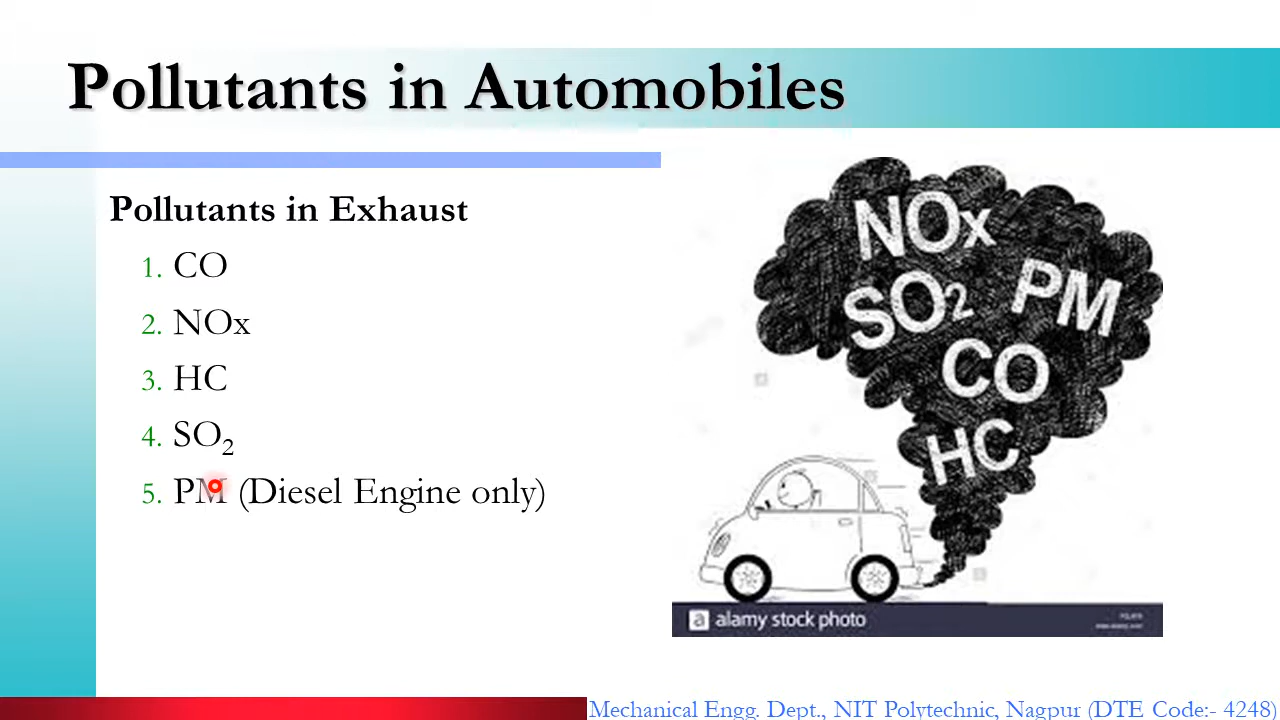 Pollutants in Automobiles
Pollutants in Exhaust
1. CO
2. NOx
3. HC
4. SO₂
5. PM (Diesel Engine only)
NOx
SO2
PM
CO
HC
a alamy stock photo
Mechanical Engg. Dept., NIT Polytechnic, Nagpur (DTE Code:- 4248)